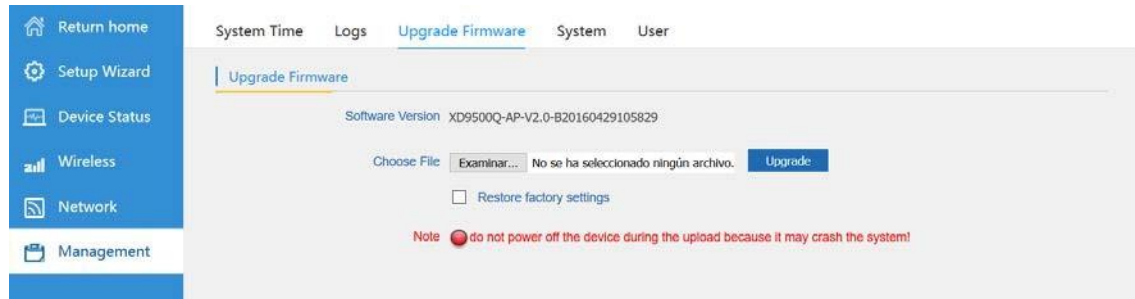 Return home
Setup Wizard
Device Status
Wireless
Network
Management
System Time Logs Upgrade Firmware System User
Upgrade Firmware
Software Version XD9500Q-AP-V2.0-B20160429105829
Choose File Examinar... No se ha seleccionado ningún archivo. Upgrade
Restore factory settings
Note do not power off the device during the upload because it may crash the system!